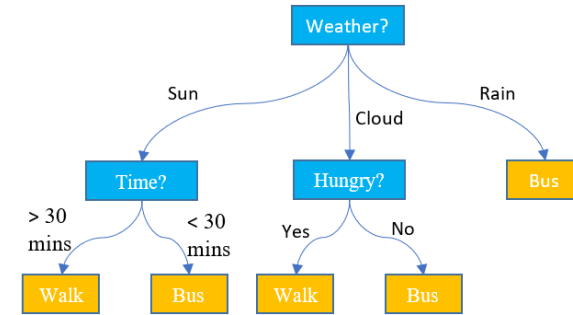 Weather?
Sun
Cloud
Rain
Time?
Hungry?
Bus
> 30
mins
< 30
mins
Yes
No
Walk
Bus
Walk
Bus